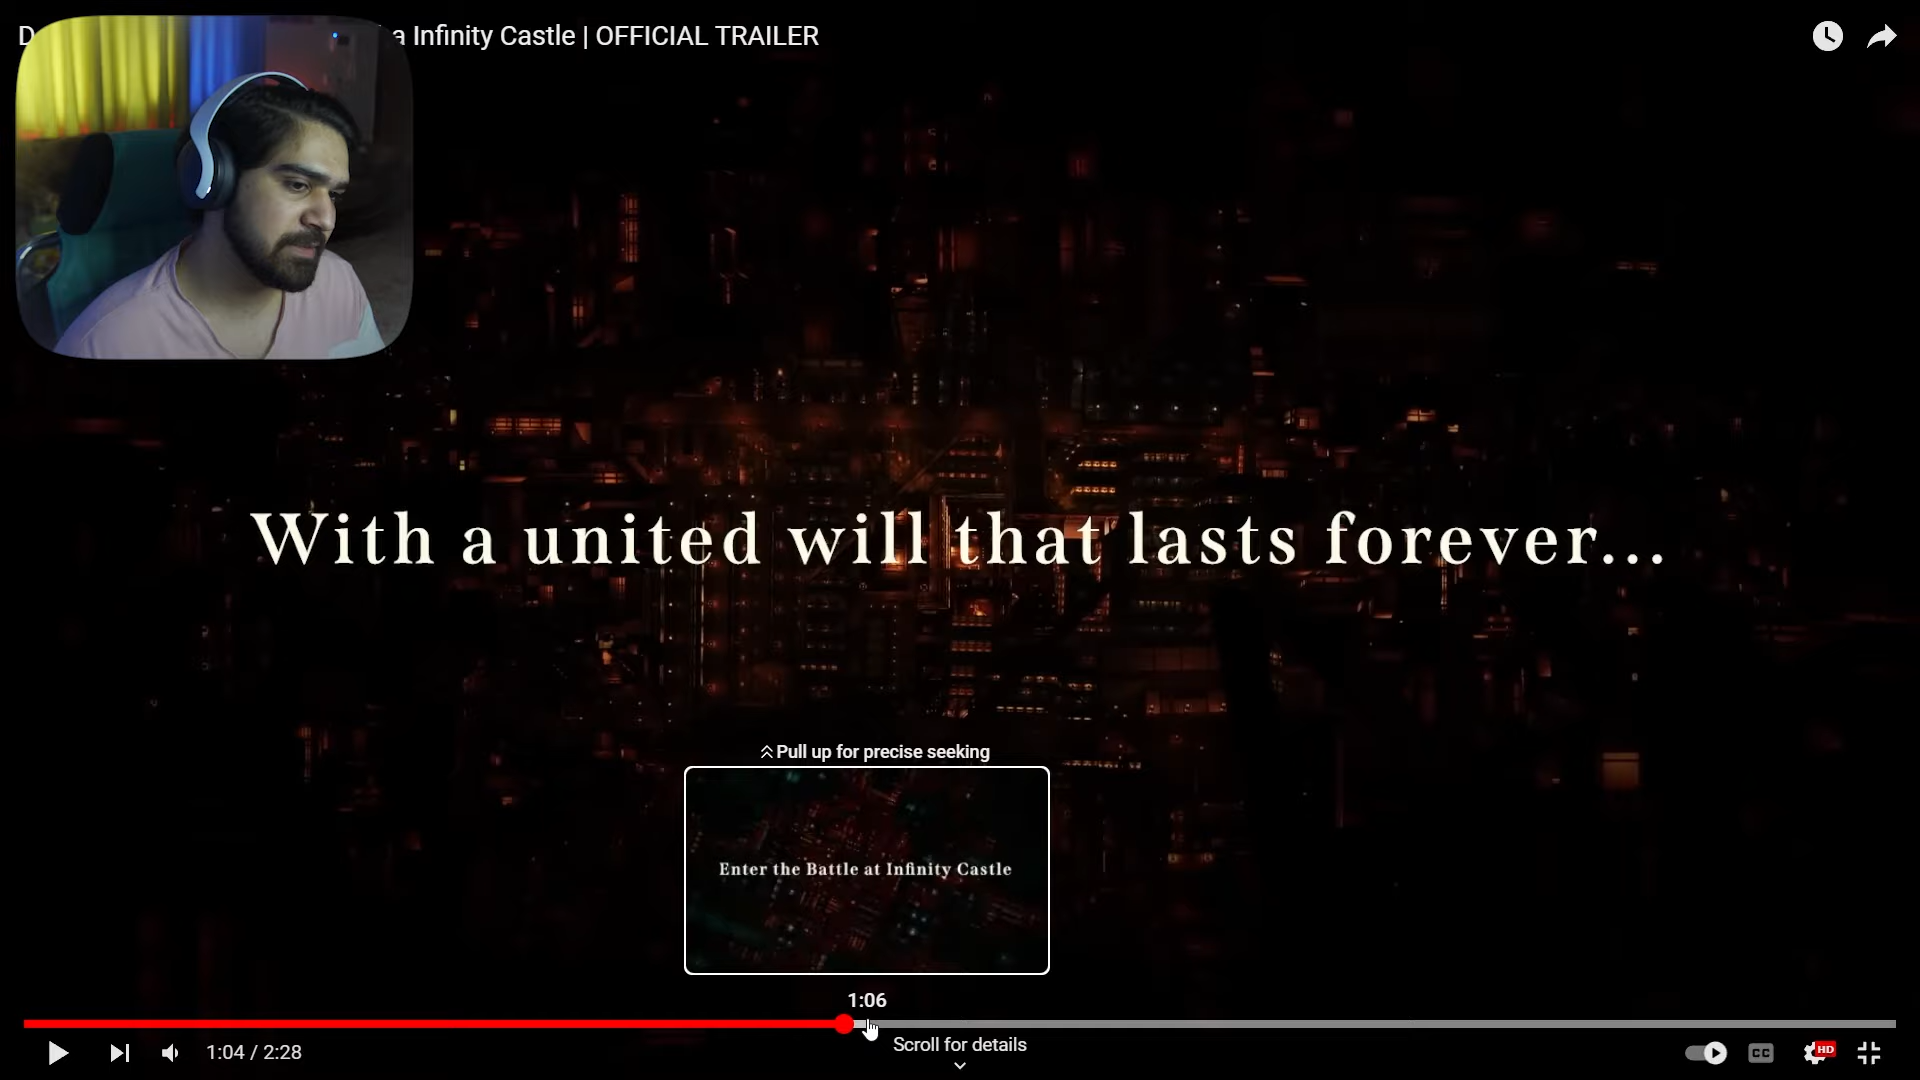 a Infinity Castle | OFFICIAL TRAILER
With a united will that lasts forever...
Pull up for precise seeking
Enter the Battle at Infinity Castle
1:06
1:04 / 2:28
Scroll for details
CC
HD